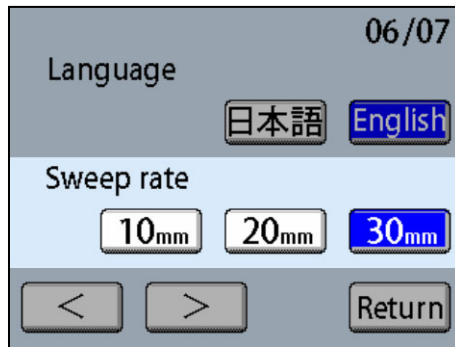 06/07
Language
日本語 English
Sweep rate
10mm 20mm 30mm
< > Return